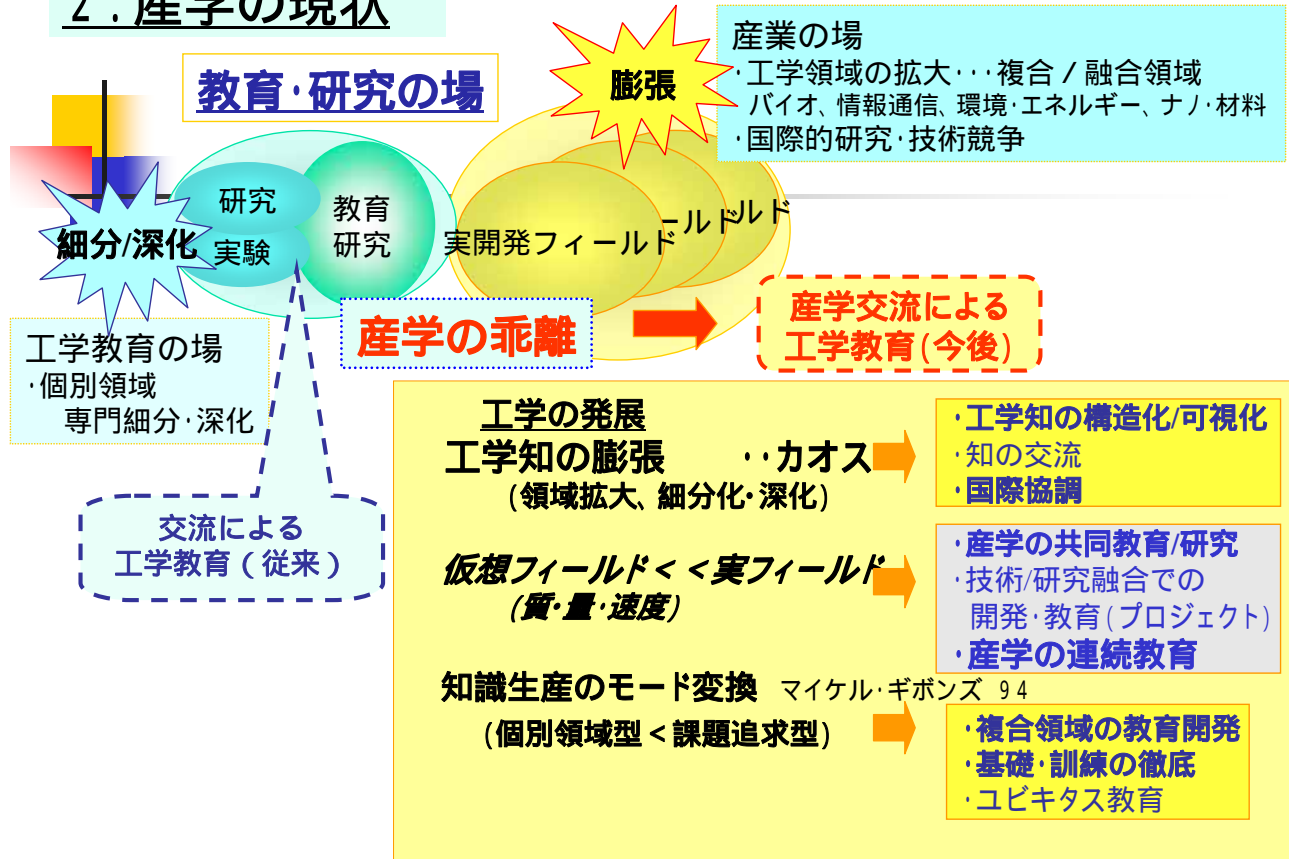 2．産学の現状
教育・研究の場
膨張
産業の場
・工学領域の拡大・・・複合／融合領域
バイオ、情報通信、環境・エネルギー、ナノ・材料
・国際的研究・技術競争
細分/深化
研究
実験
教育
研究
実開発フィールド
ールド
ルド
工学教育の場
・個別領域
専門細分・深化
産学の乖離
産学交流による
工学教育(今後)
交流による
工学教育（従来）
工学の発展
工学知の膨張　・・カオス
(領域拡大、細分化・深化)
・工学知の構造化/可視化
・知の交流
・国際協調
仮想フィールド＜＜実フィールド
(質・量・速度)
・産学の共同教育/研究
・技術/研究融合での
開発・教育(プロジェクト)
・産学の連続教育
知識生産のモード変換　マイケル・ギボンズ　９４
(個別領域型＜課題追求型)
・複合領域の教育開発
・基礎・訓練の徹底
・ユビキタス教育